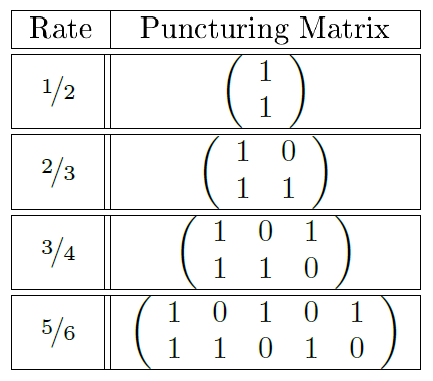 Rate Puncturing Matrix
1/2 ( 1
1 )
2/3 ( 1 0
1 1 )
3/4 ( 1 0 1
1 1 0 )
5/6 ( 1 0 1 0 1
1 1 0 1 0 )